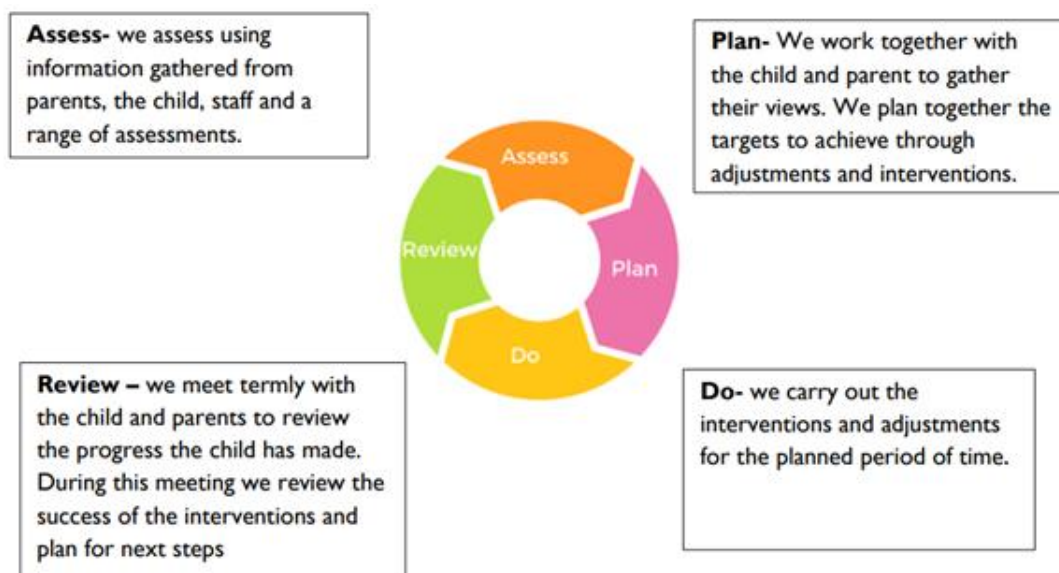 Assess- we assess using
information gathered from
parents, the child, staff and a
range of assessments.
Plan- We work together with
the child and parent to gather
their views. We plan together the
targets to achieve through
adjustments and interventions.
Assess
Review
Plan
Do
Review – we meet termly with
the child and parents to review
the progress the child has made.
During this meeting we review the
success of the interventions and
plan for next steps
Do- we carry out the
interventions and adjustments
for the planned period of time.